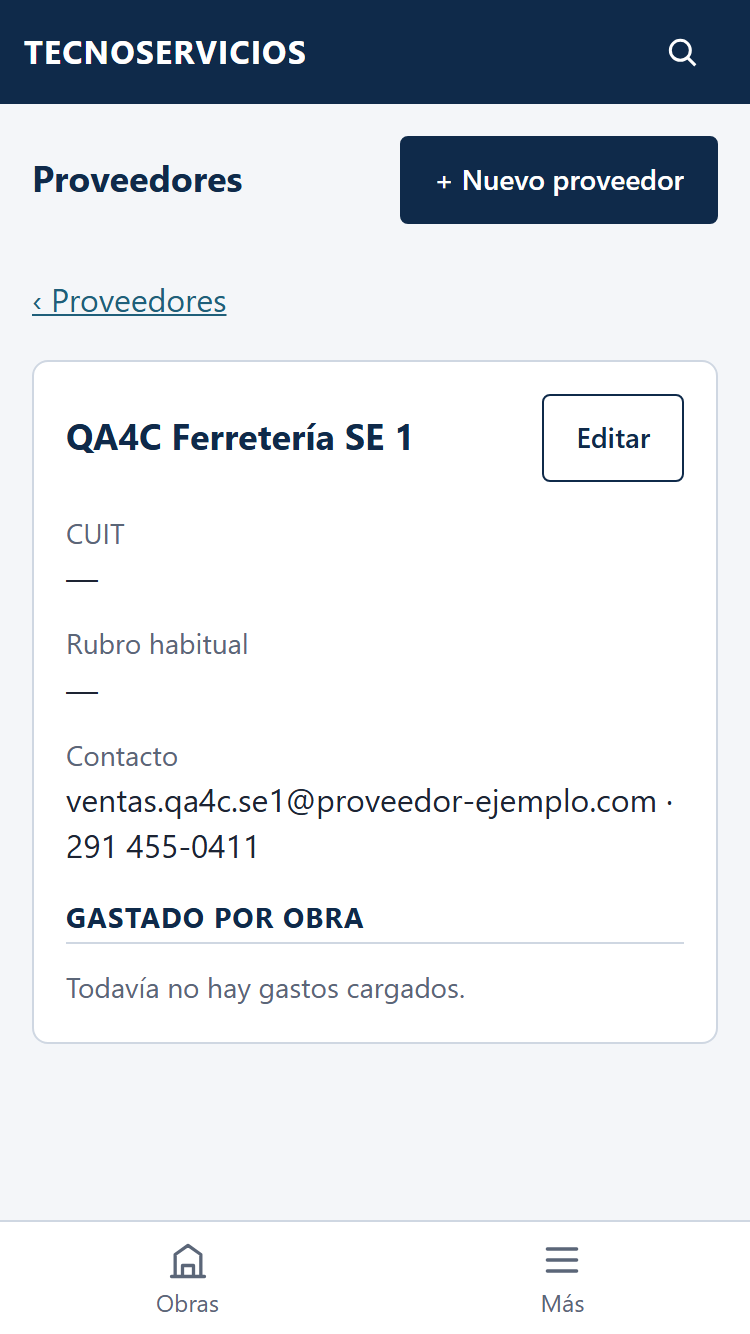 TECNOSERVICIOS
Proveedores
+ Nuevo proveedor
‹ Proveedores
QA4C Ferretería SE 1
Editar
CUIT
—
Rubro habitual
—
Contacto
ventas.qa4c.se1@proveedor-ejemplo.com ·
291 455-0411
GASTADO POR OBRA
Todavía no hay gastos cargados.
Obras
Más